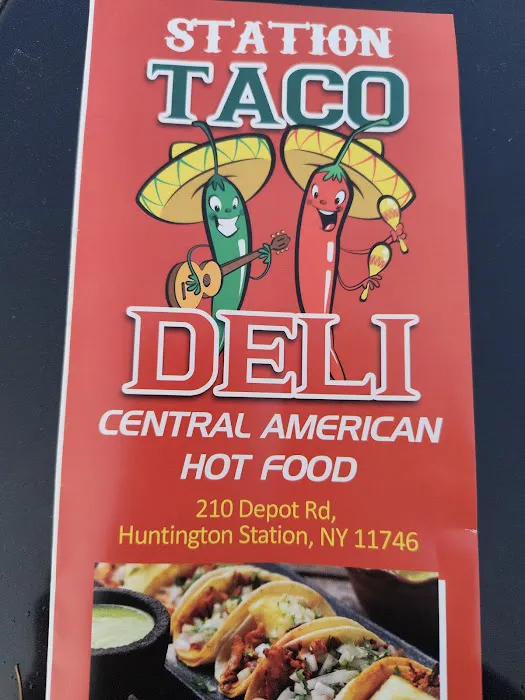 STATION
TACO
DELI
CENTRAL AMERICAN
HOT FOOD
210 Depot Rd,
Huntington Station, NY 11746